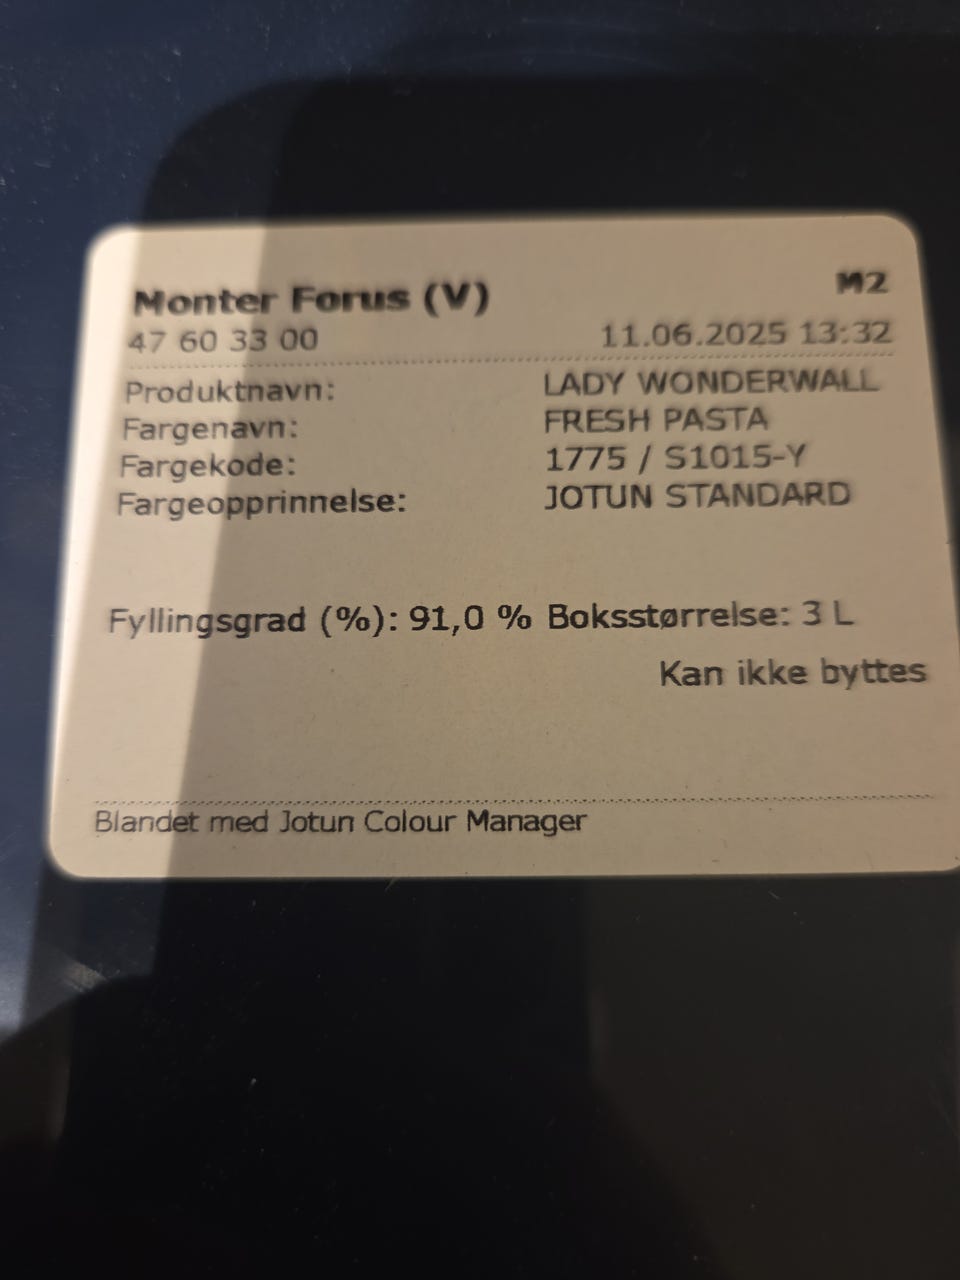 Monter Forus (V) M2
47 60 33 00 11.06.2025 13:32
Produktnavn: LADY WONDERWALL
Fargenavn: FRESH PASTA
Fargekode: 1775 / S1015-Y
Fargeopprinnelse: JOTUN STANDARD
Fyllingsgrad (%): 91,0 % Boksstørrelse: 3 L
Kan ikke byttes
Blandet med Jotun Colour Manager